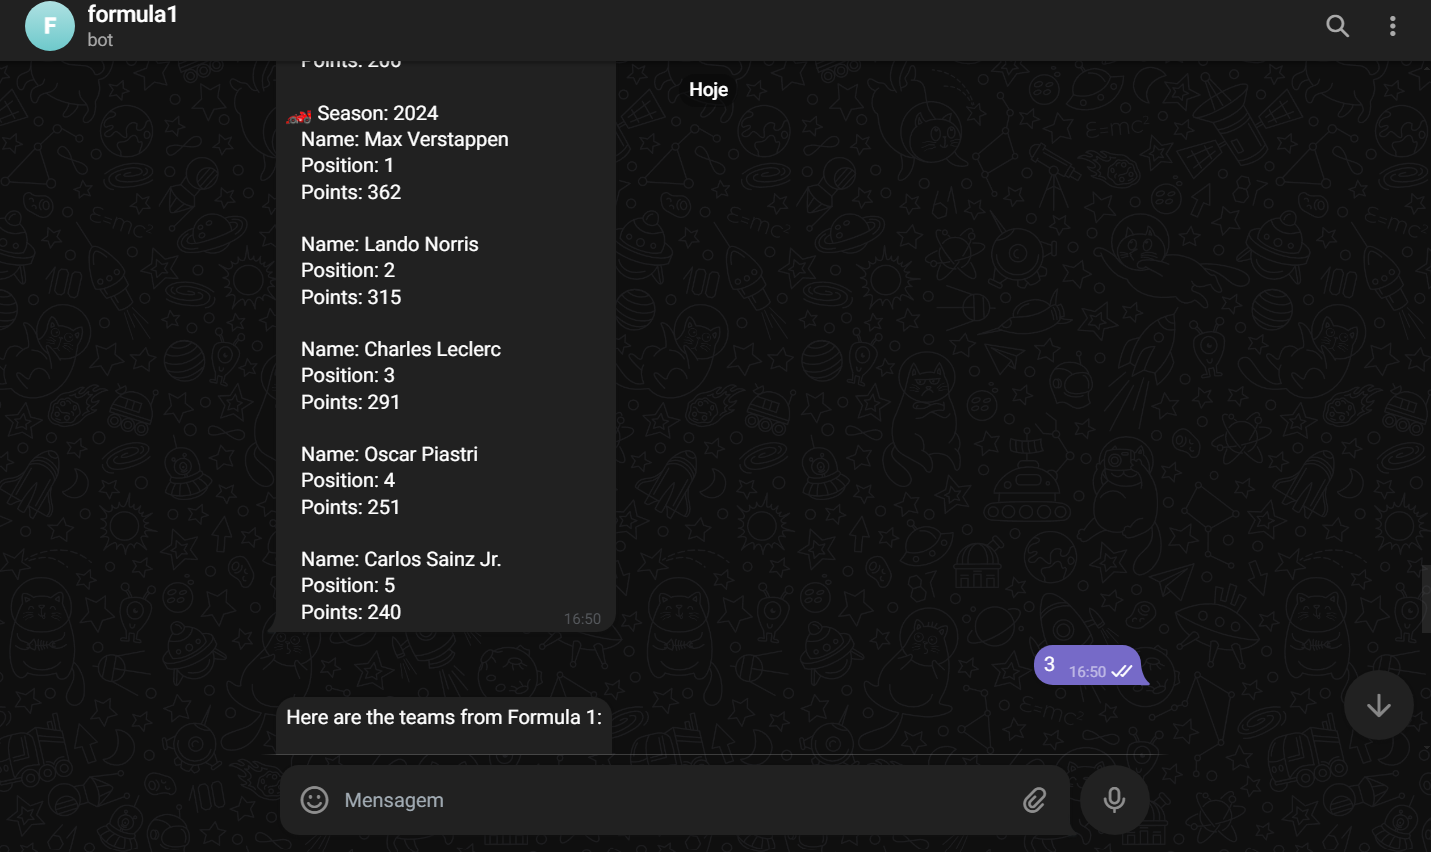 F
formula1
bot
Points: 200
Hoje
Season: 2024
Name: Max Verstappen
Position: 1
Points: 362
Name: Lando Norris
Position: 2
Points: 315
Name: Charles Leclerc
Position: 3
Points: 291
Name: Oscar Piastri
Position: 4
Points: 251
Name: Carlos Sainz Jr.
Position: 5
Points: 240
16:50
3 16:50
Here are the teams from Formula 1:
Mensagem